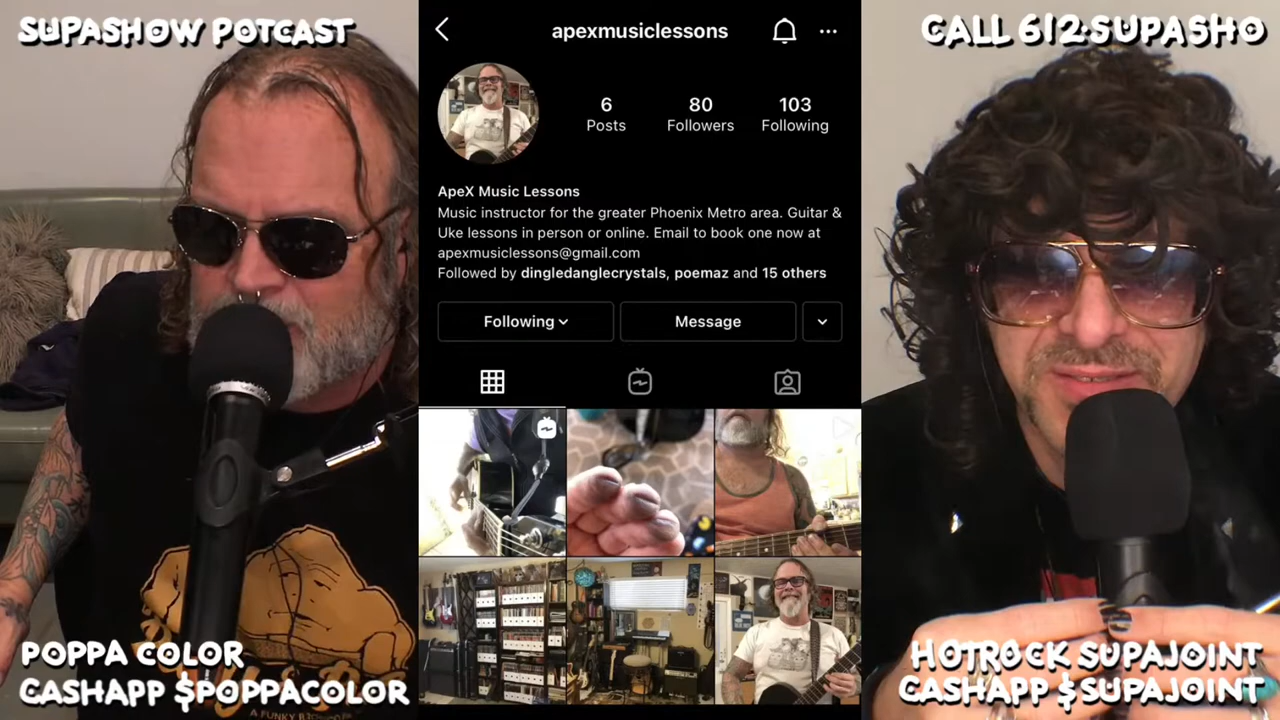 SUPASHOW POTCAST
CALL 612-SUPASHO
apexmusiclessons
6
Posts
80
Followers
103
Following
ApeX Music Lessons
Music instructor for the greater Phoenix Metro area. Guitar &
Uke lessons in person or online. Email to book one now at
apexmusiclessons@gmail.com
Followed by dingledanglecrystals, poemaz and 15 others
Following
Message
POPPA COLOR
CASHAPP $POPPACOLOR
HOTROCK SUPAJOINT
CASHAPP $SUPAJOINT